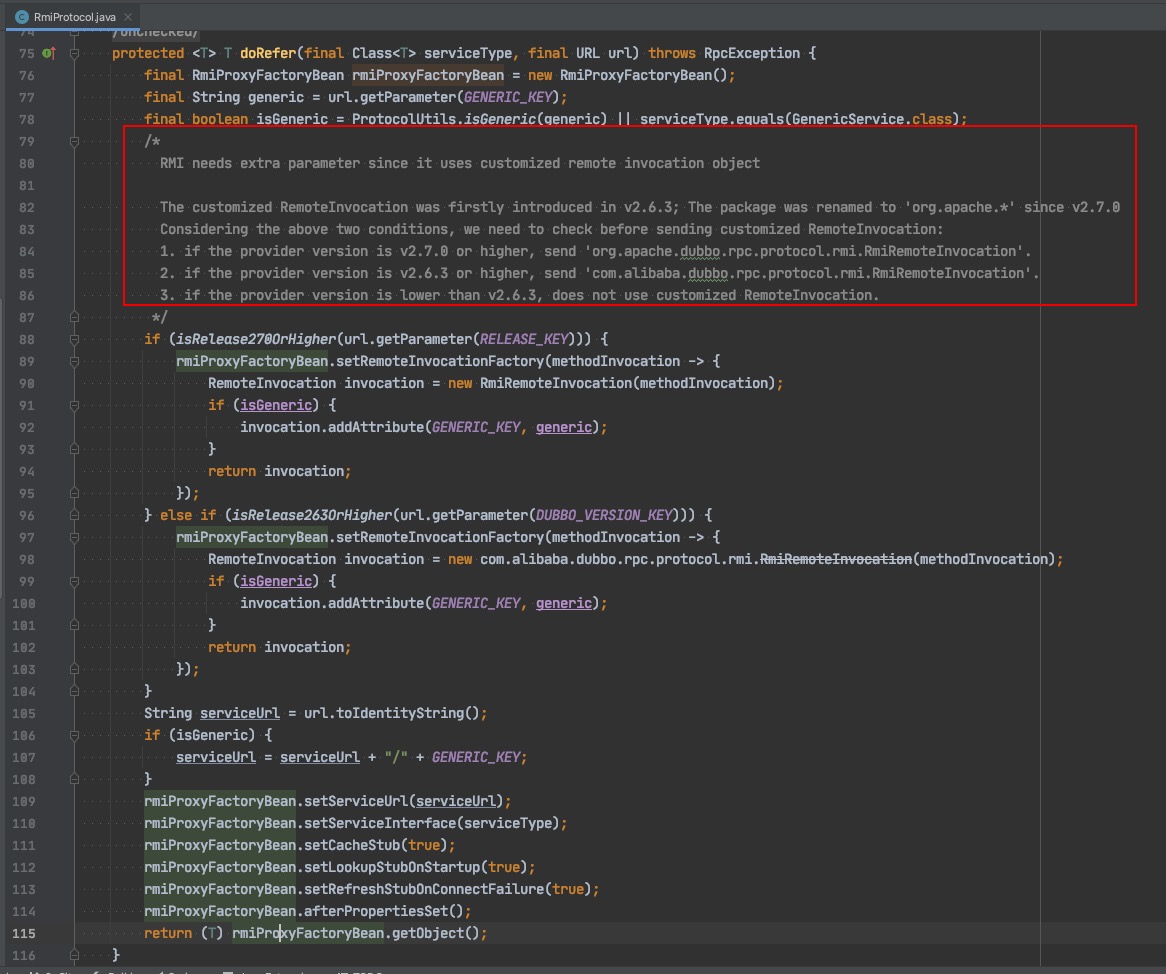 RmiProtocol.java
74 /unchecked/
75 protected <T> T doRefer(final Class<T> serviceType, final URL url) throws RpcException {
76 final RmiProxyFactoryBean rmiProxyFactoryBean = new RmiProxyFactoryBean();
77 final String generic = url.getParameter(GENERIC_KEY);
78 final boolean isGeneric = ProtocolUtils.isGeneric(generic) || serviceType.equals(GenericService.class);
79 /*
80 RMI needs extra parameter since it uses customized remote invocation object
81
82 The customized RemoteInvocation was firstly introduced in v2.6.3; The package was renamed to 'org.apache.*' since v2.7.0
83 Considering the above two conditions, we need to check before sending customized RemoteInvocation:
84 1. if the provider version is v2.7.0 or higher, send 'org.apache.dubbo.rpc.protocol.rmi.RmiRemoteInvocation'.
85 2. if the provider version is v2.6.3 or higher, send 'com.alibaba.dubbo.rpc.protocol.rmi.RmiRemoteInvocation'.
86 3. if the provider version is lower than v2.6.3, does not use customized RemoteInvocation.
87 */
88 if (isRelease270OrHigher(url.getParameter(RELEASE_KEY))) {
89 rmiProxyFactoryBean.setRemoteInvocationFactory(methodInvocation -> {
90 RemoteInvocation invocation = new RmiRemoteInvocation(methodInvocation);
91 if (isGeneric) {
92 invocation.addAttribute(GENERIC_KEY, generic);
93 }
94 return invocation;
95 });
96 } else if (isRelease263OrHigher(url.getParameter(DUBBO_VERSION_KEY))) {
97 rmiProxyFactoryBean.setRemoteInvocationFactory(methodInvocation -> {
98 RemoteInvocation invocation = new com.alibaba.dubbo.rpc.protocol.rmi.RmiRemoteInvocation(methodInvocation);
99 if (isGeneric) {
100 invocation.addAttribute(GENERIC_KEY, generic);
101 }
102 return invocation;
103 });
104 }
105 String serviceUrl = url.toIdentityString();
106 if (isGeneric) {
107 serviceUrl = serviceUrl + "/" + GENERIC_KEY;
108 }
109 rmiProxyFactoryBean.setServiceUrl(serviceUrl);
110 rmiProxyFactoryBean.setServiceInterface(serviceType);
111 rmiProxyFactoryBean.setCacheStub(true);
112 rmiProxyFactoryBean.setLookupStubOnStartup(true);
113 rmiProxyFactoryBean.setRefreshStubOnConnectFailure(true);
114 rmiProxyFactoryBean.afterPropertiesSet();
115 return (T) rmiProxyFactoryBean.getObject();
116 }